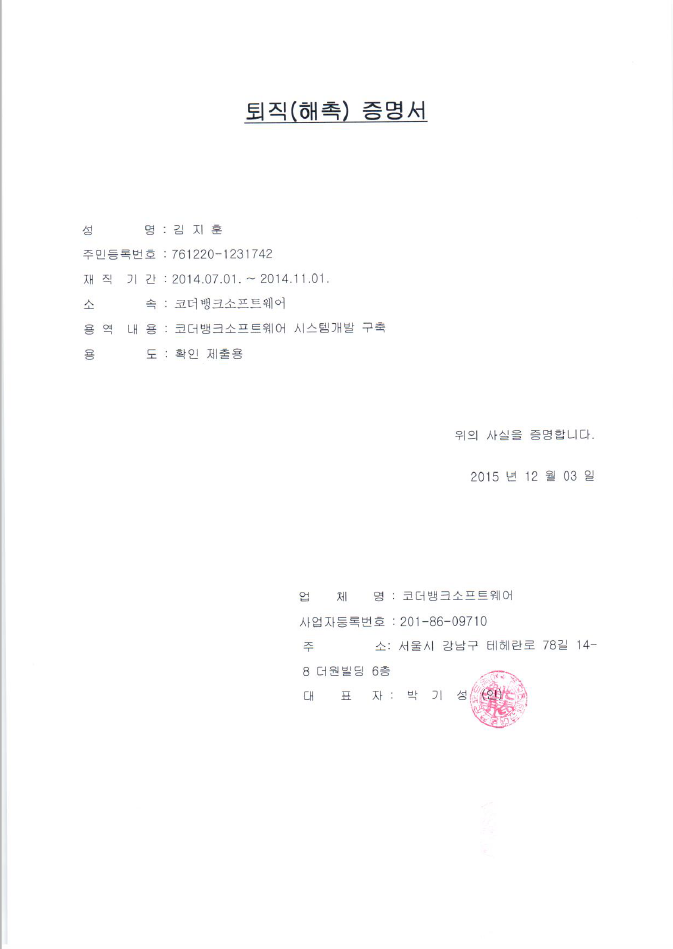 퇴직(해촉) 증명서
성 명 : 김 지 훈
주민등록번호 : 761220-1231742
재 직 기 간 : 2014.07.01. ~ 2014.11.01.
소 속 : 코더뱅크소프트웨어
용 역 내 용 : 코더뱅크소프트웨어 시스템개발 구축
용 도 : 확인 제출용
위의 사실을 증명합니다.
2015 년 12 월 03 일
업 체 명 : 코더뱅크소프트웨어
사업자등록번호 : 201-86-09710
주 소: 서울시 강남구 테헤란로 78길 14-
8 더원빌딩 6층
대 표 자 : 박 기 성 (인)